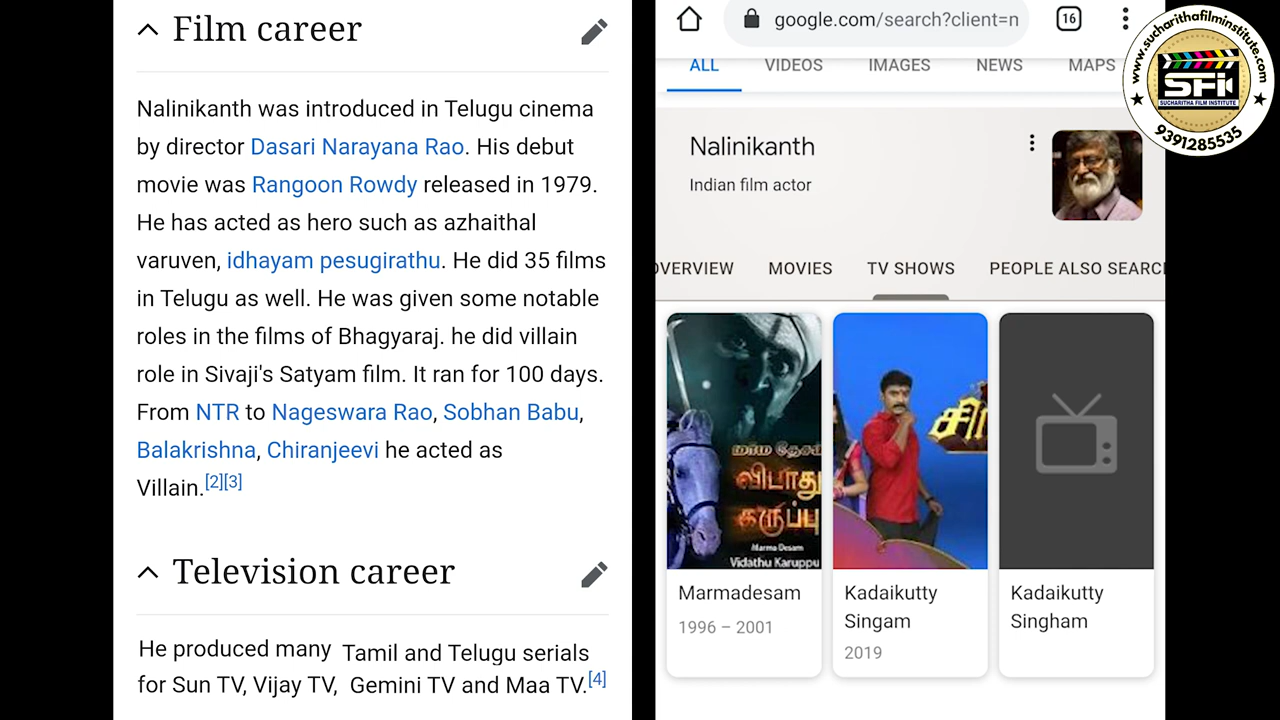 Film career
Nalinikanth was introduced in Telugu cinema
by director Dasari Narayana Rao. His debut
movie was Rangoon Rowdy released in 1979.
He has acted as hero such as azhaithal
varuven, idhayam pesugirathu. He did 35 films
in Telugu as well. He was given some notable
roles in the films of Bhagyaraj. he did villain
role in Sivaji's Satyam film. It ran for 100 days.
From NTR to Nageswara Rao, Sobhan Babu,
Balakrishna, Chiranjeevi he acted as
Villain.[2][3]
Television career
He produced many Tamil and Telugu serials
for Sun TV, Vijay TV, Gemini TV and Maa TV.[4]
google.com/search?client=n
16
ALL VIDEOS IMAGES NEWS MAPS
Nalinikanth
Indian film actor
OVERVIEW MOVIES TV SHOWS PEOPLE ALSO SEARCH
மர்ம தேசம்
விடாது
கருப்பு
Marma Desam
Vidathu Karuppu
சி
Marmadesam
1996 – 2001
Kadaikutty
Singam
2019
Kadaikutty
Singham
www.sucharithafilminstitute.com
SFI
SUCHARITHA FILM INSTITUTE
9391285535